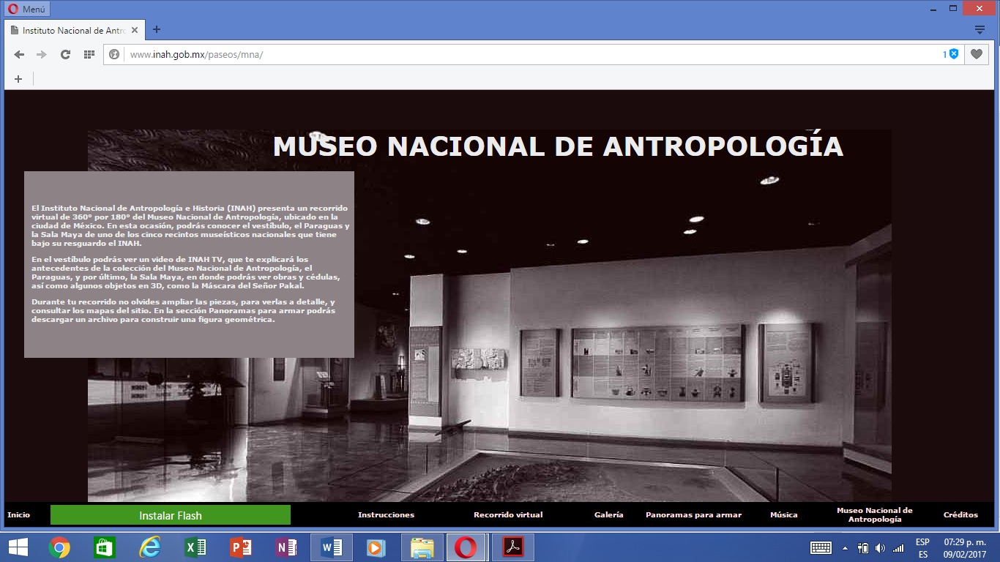 Menú
Instituto Nacional de Antro
www.inah.gob.mx/paseos/mna/
1
MUSEO NACIONAL DE ANTROPOLOGÍA
El Instituto Nacional de Antropología e Historia (INAH) presenta un recorrido
virtual de 360° por 180° del Museo Nacional de Antropología, ubicado en la
ciudad de México. En esta ocasión, podrás conocer el vestíbulo, el Paraguas y
la Sala Maya de uno de los cinco recintos museísticos nacionales que tiene
bajo su resguardo el INAH.
En el vestíbulo podrás ver un video de INAH TV, que te explicará los
antecedentes de la colección del Museo Nacional de Antropología, el
Paraguas, y por último, la Sala Maya, en donde podrás ver obras y cédulas,
así como algunos objetos en 3D, como la Máscara del Señor Pakal.
Durante tu recorrido no olvides ampliar las piezas, para verlas a detalle, y
consultar los mapas del sitio. En la sección Panoramas para armar podrás
descargar un archivo para construir una figura geométrica.
Inicio
Instalar Flash
Instrucciones
Recorrido virtual
Galería
Panoramas para armar
Música
Museo Nacional de
Antropología
Créditos
ESP
ES
07:29 p. m.
09/02/2017